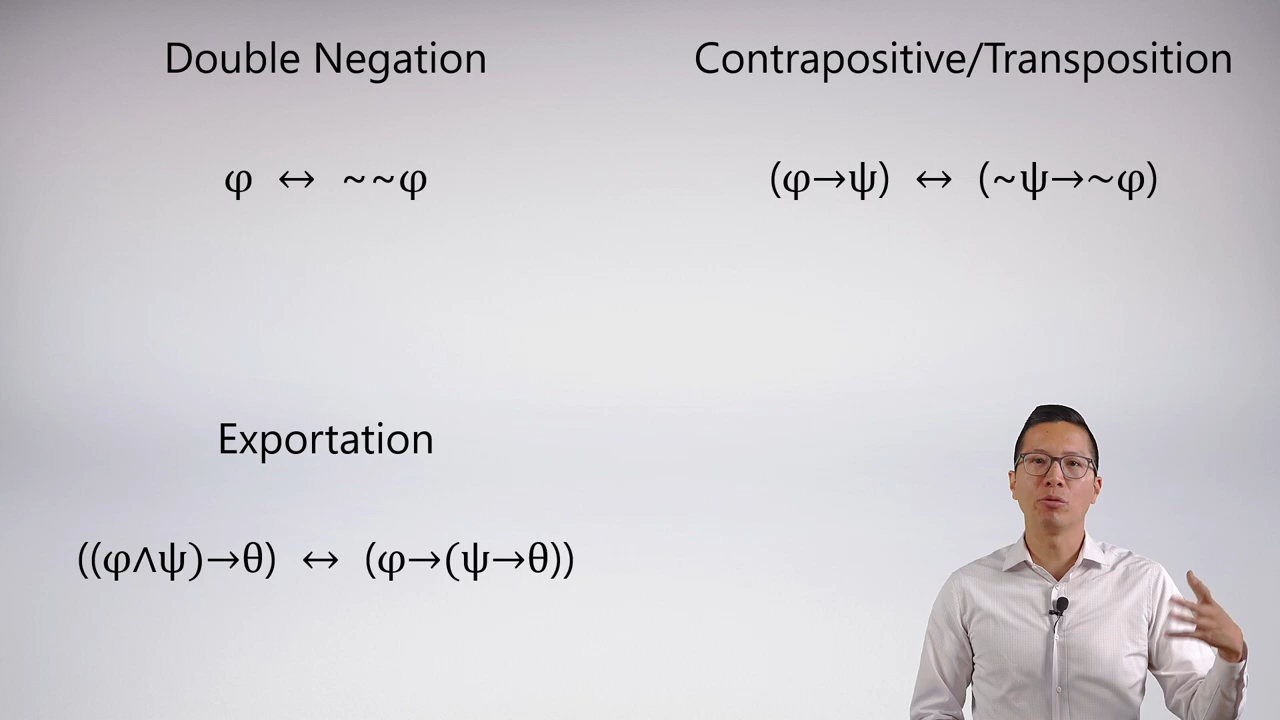 Double Negation
φ ↔ ~~φ
Contrapositive/Transposition
(φ→ψ) ↔ (~ψ→~φ)
Exportation
((φ∧ψ)→θ) ↔ (φ→(ψ→θ))